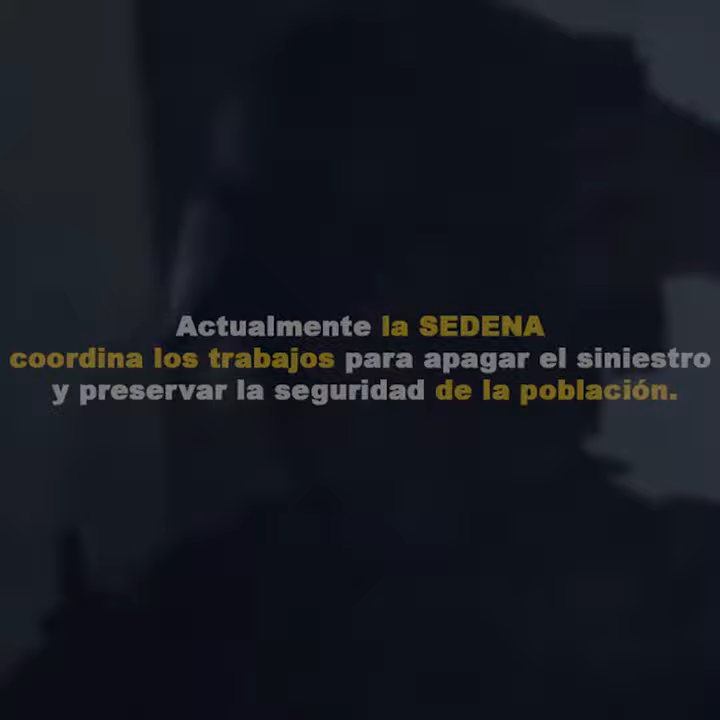 Actualmente la SEDENA
coordina los trabajos para apagar el siniestro
y preservar la seguridad de la población.